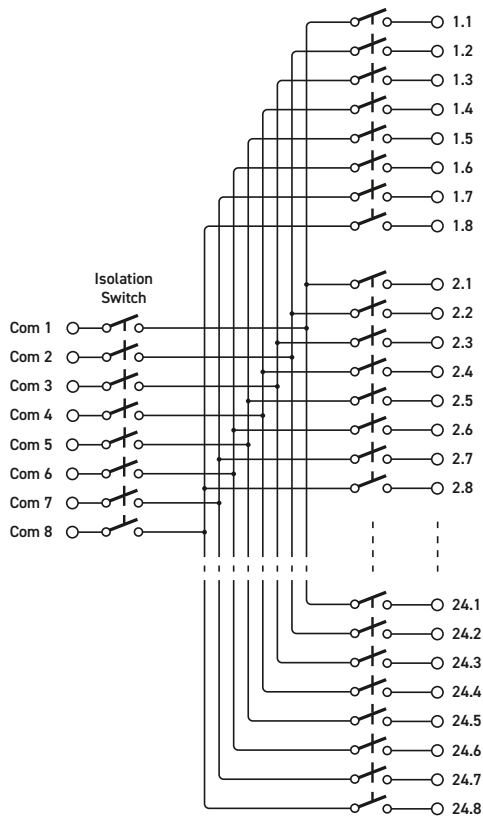 1.1
1.2
1.3
1.4
1.5
1.6
1.7
1.8
Isolation
Switch
2.1
2.2
2.3
2.4
2.5
2.6
2.7
2.8
Com 1
Com 2
Com 3
Com 4
Com 5
Com 6
Com 7
Com 8
24.1
24.2
24.3
24.4
24.5
24.6
24.7
24.8